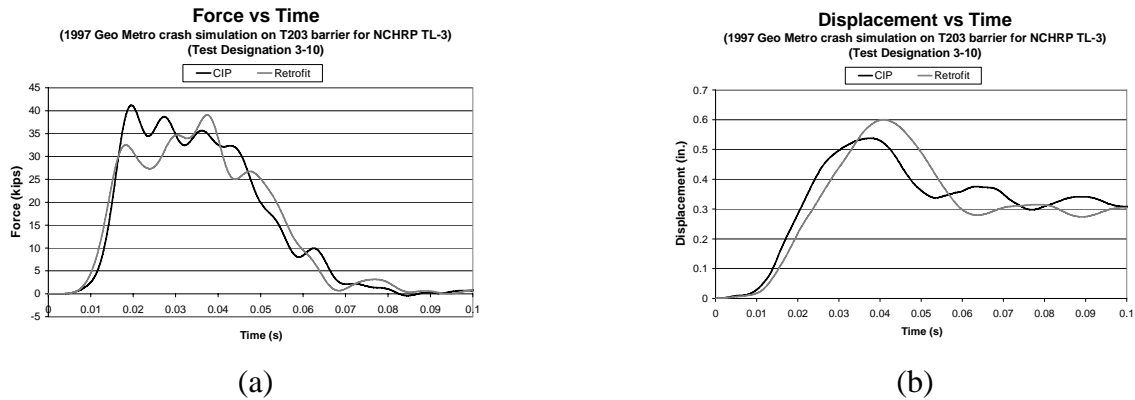 Force vs Time
(1997 Geo Metro crash simulation on T203 barrier for NCHRP TL-3)
(Test Designation 3-10)
CIP Retrofit
45
40
35
30
25
20
15
10
5
0
-5
Force (kips)
0 0.01 0.02 0.03 0.04 0.05 0.06 0.07 0.08 0.09 0.1
Time (s)
(a)
Displacement vs Time
(1997 Geo Metro crash simulation on T203 barrier for NCHRP TL-3)
(Test Designation 3-10)
CIP Retrofit
0.7
0.6
0.5
0.4
0.3
0.2
0.1
0
Displacement (in.)
0 0.01 0.02 0.03 0.04 0.05 0.06 0.07 0.08 0.09 0.1
Time (s)
(b)